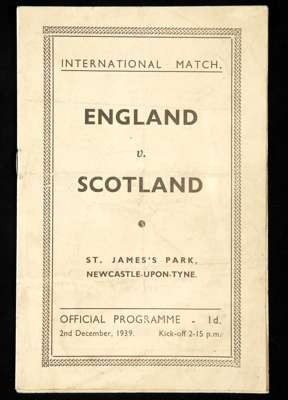 INTERNATIONAL MATCH.
ENGLAND
v.
SCOTLAND
ST. JAMES'S PARK,
NEWCASTLE-UPON-TYNE.
OFFICIAL PROGRAMME - 1d.
2nd December, 1939. Kick-off 2-15 p.m.